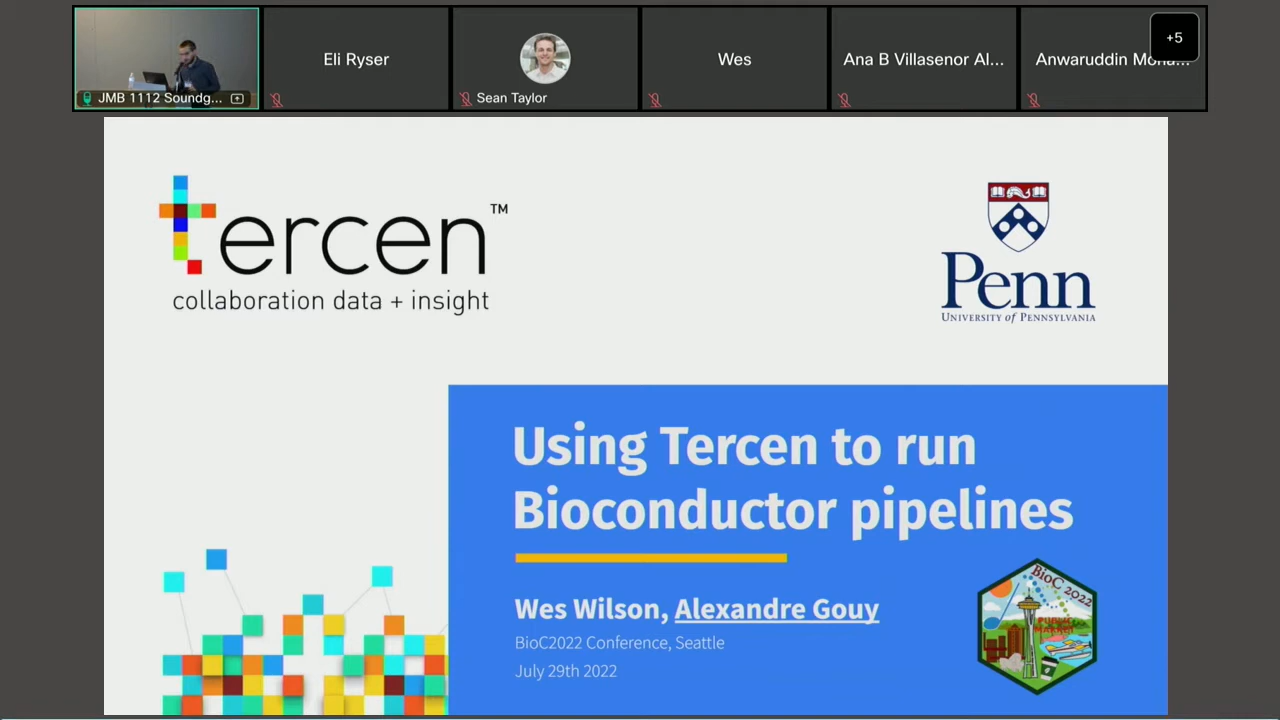 JMB 1112 Soundg...
Eli Ryser
Sean Taylor
Wes
Ana B Villasenor Al...
Anwaruddin
+5
tercen™
collaboration data + insight
Penn
UNIVERSITY of PENNSYLVANIA
Using Tercen to run
Bioconductor pipelines
Wes Wilson, Alexandre Gouy
BioC2022 Conference, Seattle
July 29th 2022
BioC 2022
PUBLIC
MARKET